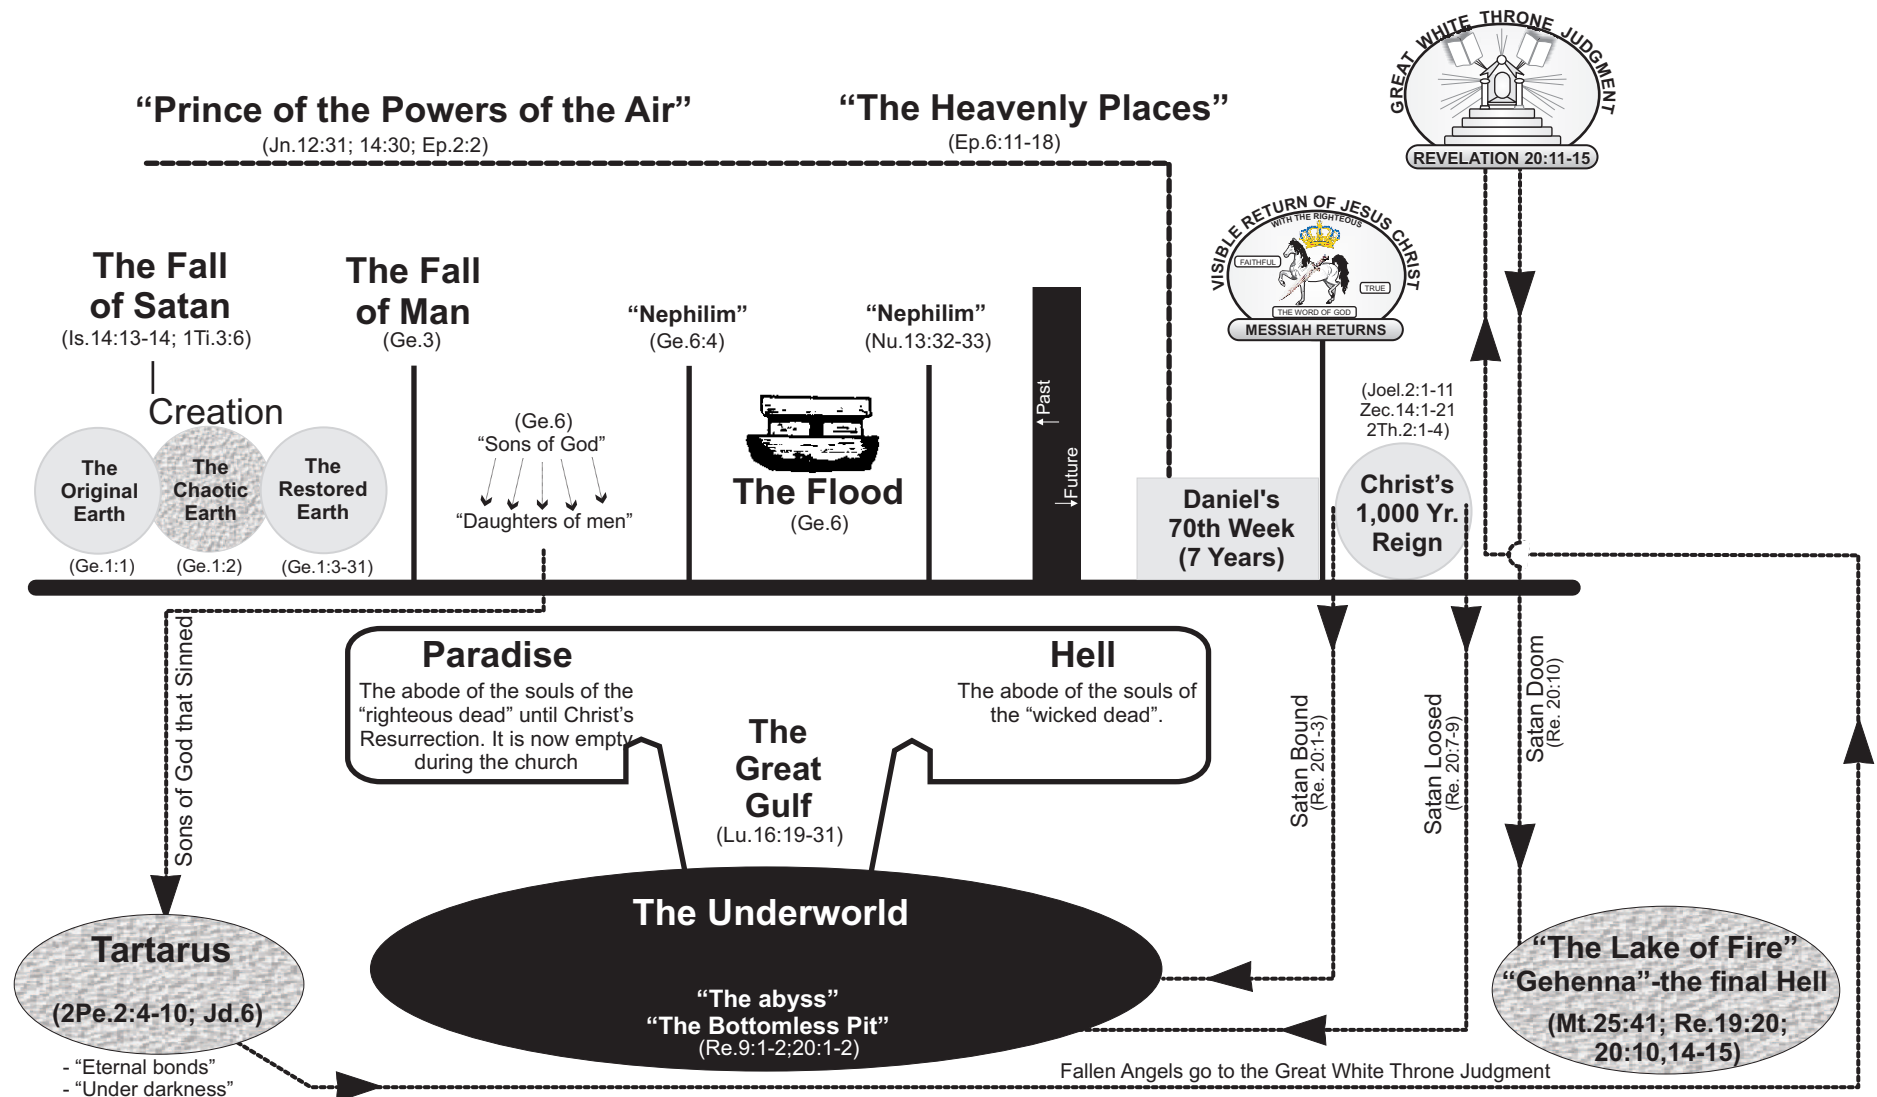 GREAT WHITE THRONE JUDGMENT
REVELATION 20:11-15
“Prince of the Powers of the Air”
(Jn.12:31; 14:30; Ep.2:2)
“The Heavenly Places”
(Ep.6:11-18)
VISIBLE RETURN OF JESUS CHRIST
WITH THE RIGHTEOUS
FAITHFUL
TRUE
THE WORD OF GOD
MESSIAH RETURNS
The Fall
of Satan
(Is.14:13-14; 1Ti.3:6)
Creation
The
Original
Earth
(Ge.1:1)
The
Chaotic
Earth
(Ge.1:2)
The
Restored
Earth
(Ge.1:3-31)
The Fall
of Man
(Ge.3)
(Ge.6)
“Sons of God”
“Daughters of men”
“Nephilim”
(Ge.6:4)
The Flood
(Ge.6)
“Nephilim”
(Nu.13:32-33)
Past
Future
Daniel's
70th Week
(7 Years)
(Joel.2:1-11
Zec.14:1-21
2Th.2:1-4)
Christ’s
1,000 Yr.
Reign
Sons of God that Sinned
Paradise
The abode of the souls of the
“righteous dead” until Christ’s
Resurrection. It is now empty
during the church
Hell
The abode of the souls of
the “wicked dead”.
The
Great
Gulf
(Lu.16:19-31)
Satan Bound
(Re. 20:1-3)
Satan Loosed
(Re. 20:7-9)
Satan Doom
(Re. 20:10)
Tartarus
(2Pe.2:4-10; Jd.6)
- “Eternal bonds”
- “Under darkness”
The Underworld
“The abyss”
“The Bottomless Pit”
(Re.9:1-2;20:1-2)
“The Lake of Fire”
“Gehenna”-the final Hell
(Mt.25:41; Re.19:20;
20:10,14-15)
Fallen Angels go to the Great White Throne Judgment